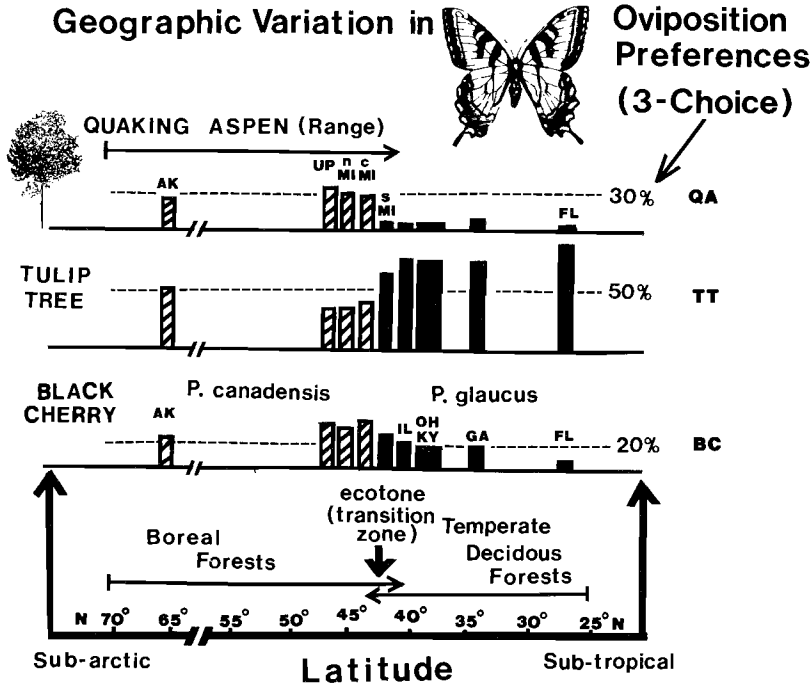 Geographic Variation in
Oviposition
Preferences
(3-Choice)
QUAKING ASPEN (Range)
AK
UP
n
MI
c
MI
s
MI
FL
30%
QA
TULIP
TREE
50%
TT
BLACK
CHERRY
P. canadensis
P. glaucus
AK
IL
OH
KY
GA
FL
20%
BC
ecotone
(transition
zone)
Boreal
Forests
Temperate
Decidous
Forests
N 70° 65° 55° 50° 45° 40° 35° 30° 25° N
Sub-arctic
Latitude
Sub-tropical